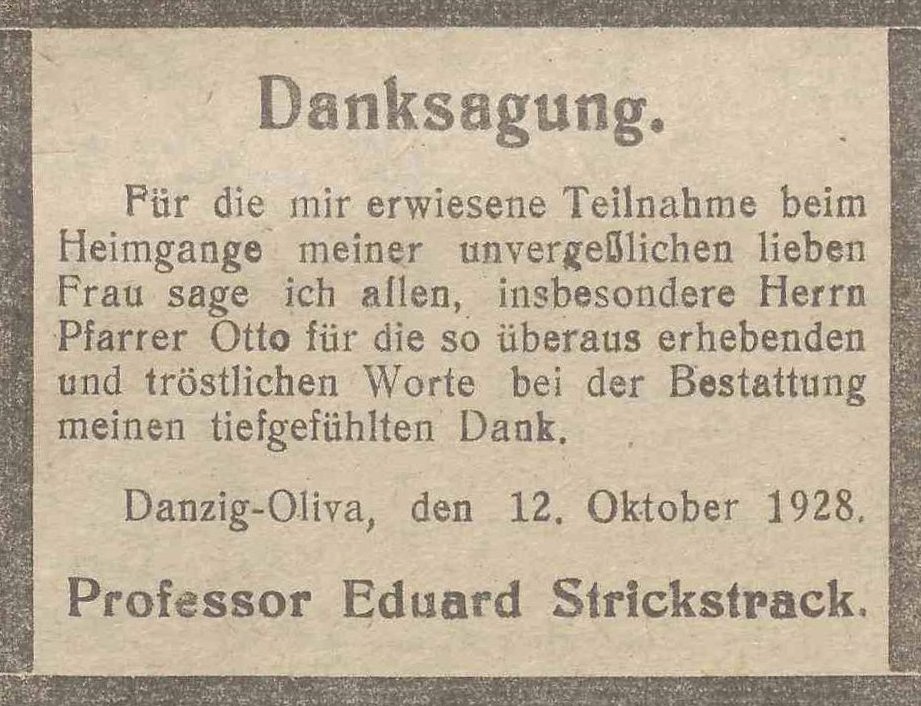 Danksagung.
Für die mir erwiesene Teilnahme beim
Heimgange meiner unvergeßlichen lieben
Frau sage ich allen, insbesondere Herrn
Pfarrer Otto für die so überaus erhebenden
und tröstlichen Worte bei der Bestattung
meinen tiefgefühlten Dank.
Danzig-Oliva, den 12. Oktober 1928.
Professor Eduard Strickstrack.